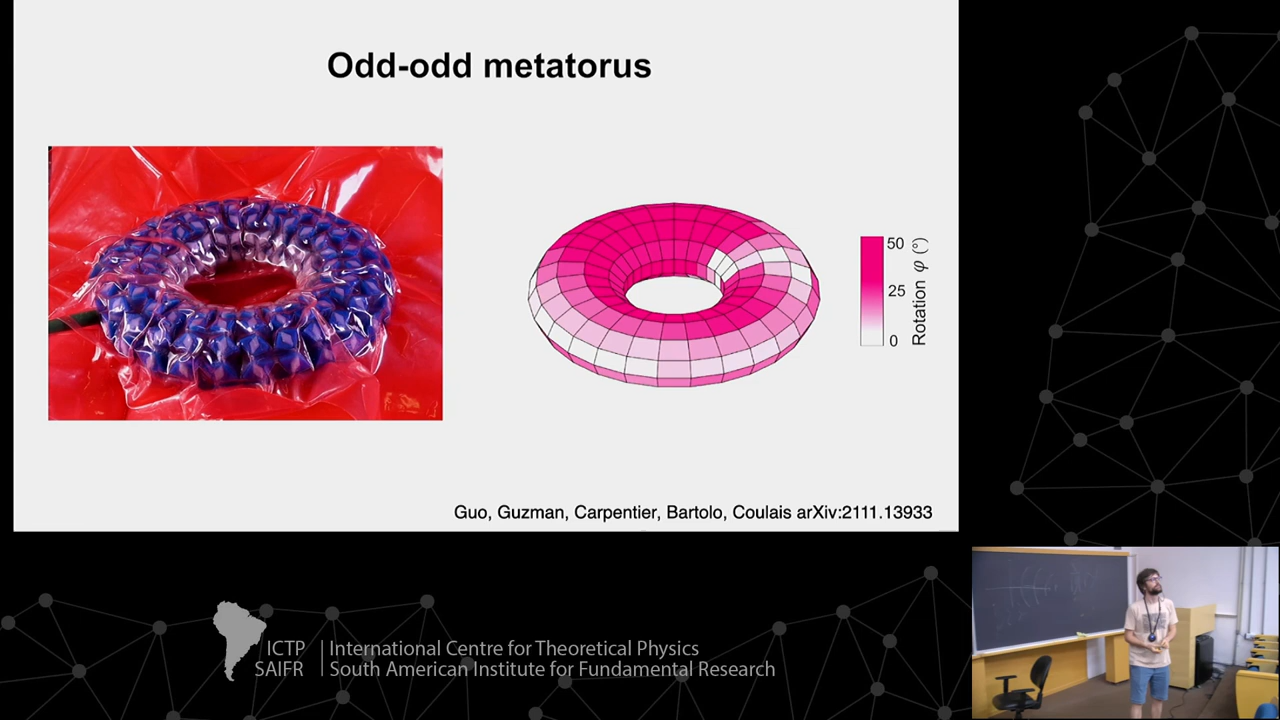 Odd-odd metatorus
50
25
0
Rotation φ (°)
Guo, Guzman, Carpentier, Bartolo, Coulais arXiv:2111.13933
ICTP
SAIFR
International Centre for Theoretical Physics
South American Institute for Fundamental Research